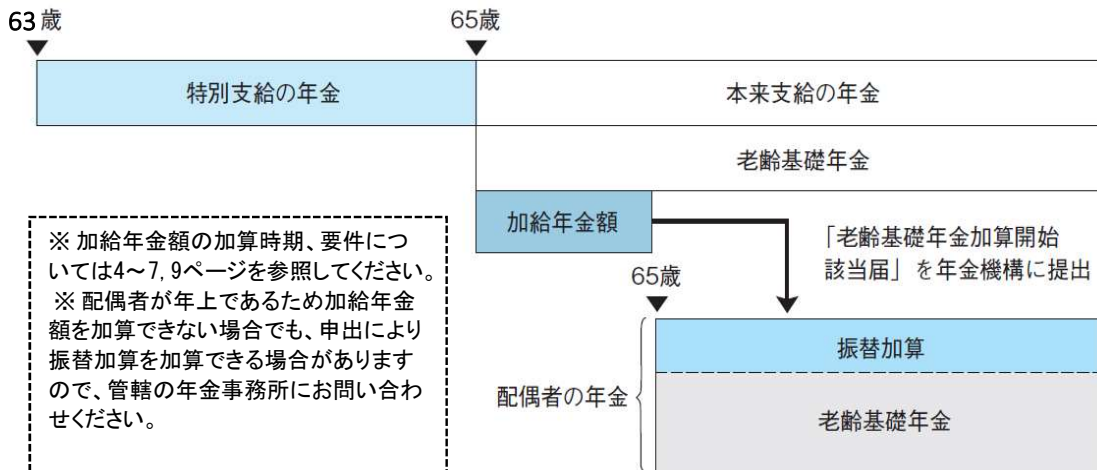 63歳
65歳
特別支給の年金
本来支給の年金
老齢基礎年金
加給年金額
「老齢基礎年金加算開始
該当届」を年金機構に提出
※ 加給年金額の加算時期、要件につ
いては4～7, 9ページを参照してください。
※ 配偶者が年上であるため加給年金
額を加算できない場合でも、申出により
振替加算を加算できる場合があります
ので、管轄の年金事務所にお問い合わ
せください。
65歳
配偶者の年金
振替加算
老齢基礎年金